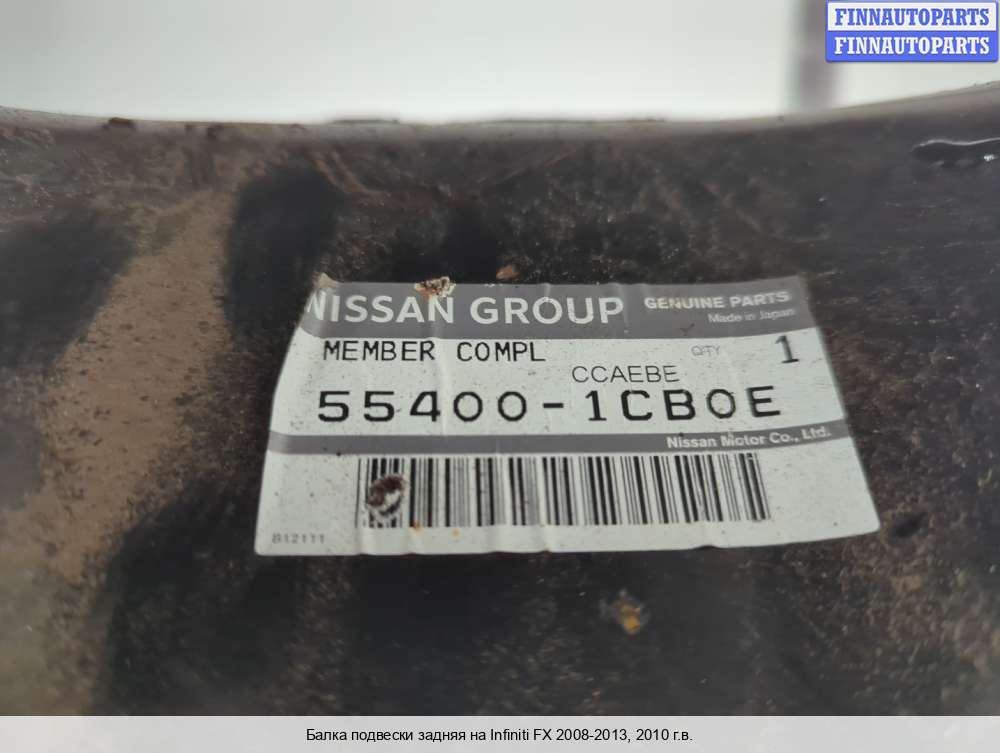 FINNAUTOPARTS
FINNAUTOPARTS
NISSAN GROUP
GENUINE PARTS
Made in Japan
MEMBER COMPL
QTY 1
CCAEBE
55400-1CB0E
Nissan Motor Co., Ltd.
B12111
Балка подвески задняя на Infiniti FX 2008-2013, 2010 г.в.